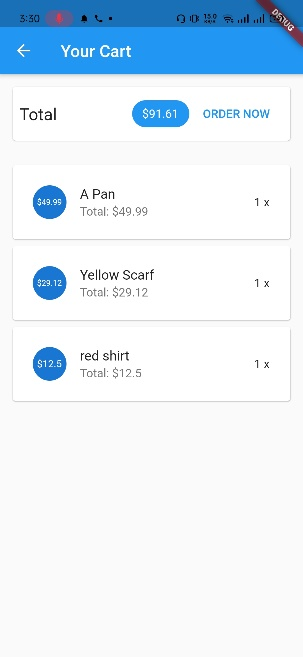 3:30
Your Cart
DEBUG
Total
$91.61
ORDER NOW
$49.99
A Pan
Total: $49.99
1 x
$29.12
Yellow Scarf
Total: $29.12
1 x
$12.5
red shirt
Total: $12.5
1 x